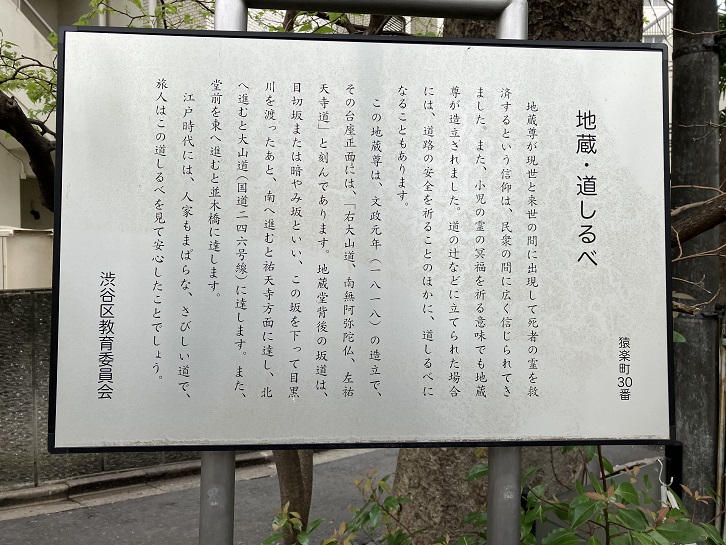 猿楽町30番
地蔵・道しるべ
地蔵尊が現世と来世の間に出現して死者の霊を救
済するという信仰は、民衆の間に広く信じられてき
ました。また、小児の霊の冥福を祈る意味でも地蔵
尊が造立されました。道の辻などに立てられた場合
には、道路の安全を祈ることのほかに、道しるべに
なることもあります。
この地蔵尊は、文政元年(一八一八)の造立で、
その台座正面には、「右大山道、南無阿弥陀仏、左祐
天寺道」と刻んであります。地蔵堂背後の坂道は、
目切坂または暗やみ坂といい、この坂を下って目黒
川を渡ったあと、南へ進むと祐天寺方面に達し、北
へ進むと大山道(国道二四六号線)に達します。また、
堂前を東へ進むと並木橋に達します。
江戸時代には、人家もまばらな、さびしい道で、
旅人はこの道しるべを見て安心したことでしょう。
渋谷区教育委員会